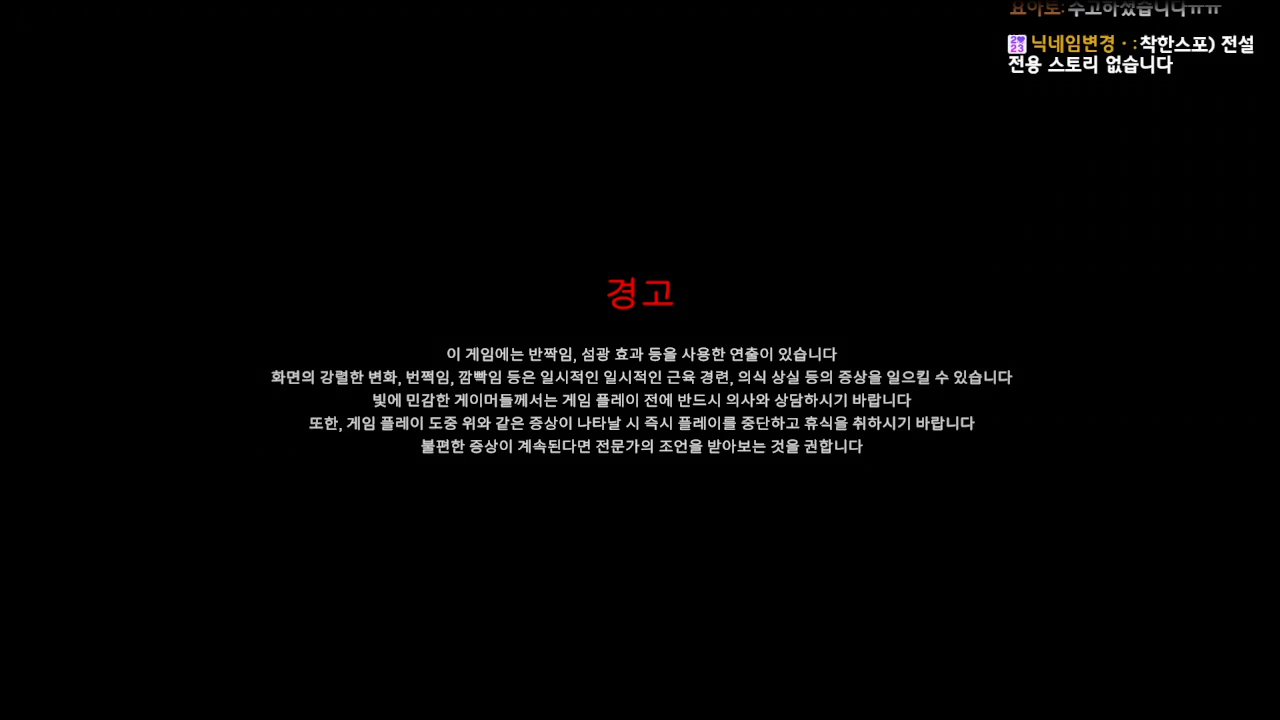 요아로: 수고하셨습니다ㅠㅠ
닉네임변경 · : 착한스포) 전설
전용 스토리 없습니다
경고
이 게임에는 반짝임, 섬광 효과 등을 사용한 연출이 있습니다
화면의 강렬한 변화, 번쩍임, 깜빡임 등은 일시적인 일시적인 근육 경련, 의식 상실 등의 증상을 일으킬 수 있습니다
빛에 민감한 게이머들께서는 게임 플레이 전에 반드시 의사와 상담하시기 바랍니다
또한, 게임 플레이 도중 위와 같은 증상이 나타날 시 즉시 플레이를 중단하고 휴식을 취하시기 바랍니다
불편한 증상이 계속된다면 전문가의 조언을 받아보는 것을 권합니다